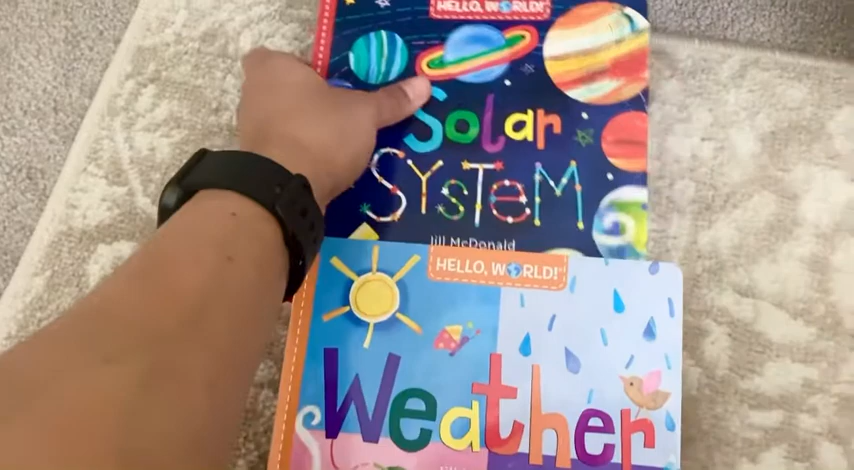 HELLO, WORLD!
Solar
SYSTEM
Jill McDonald
HELLO, WORLD!
Weather